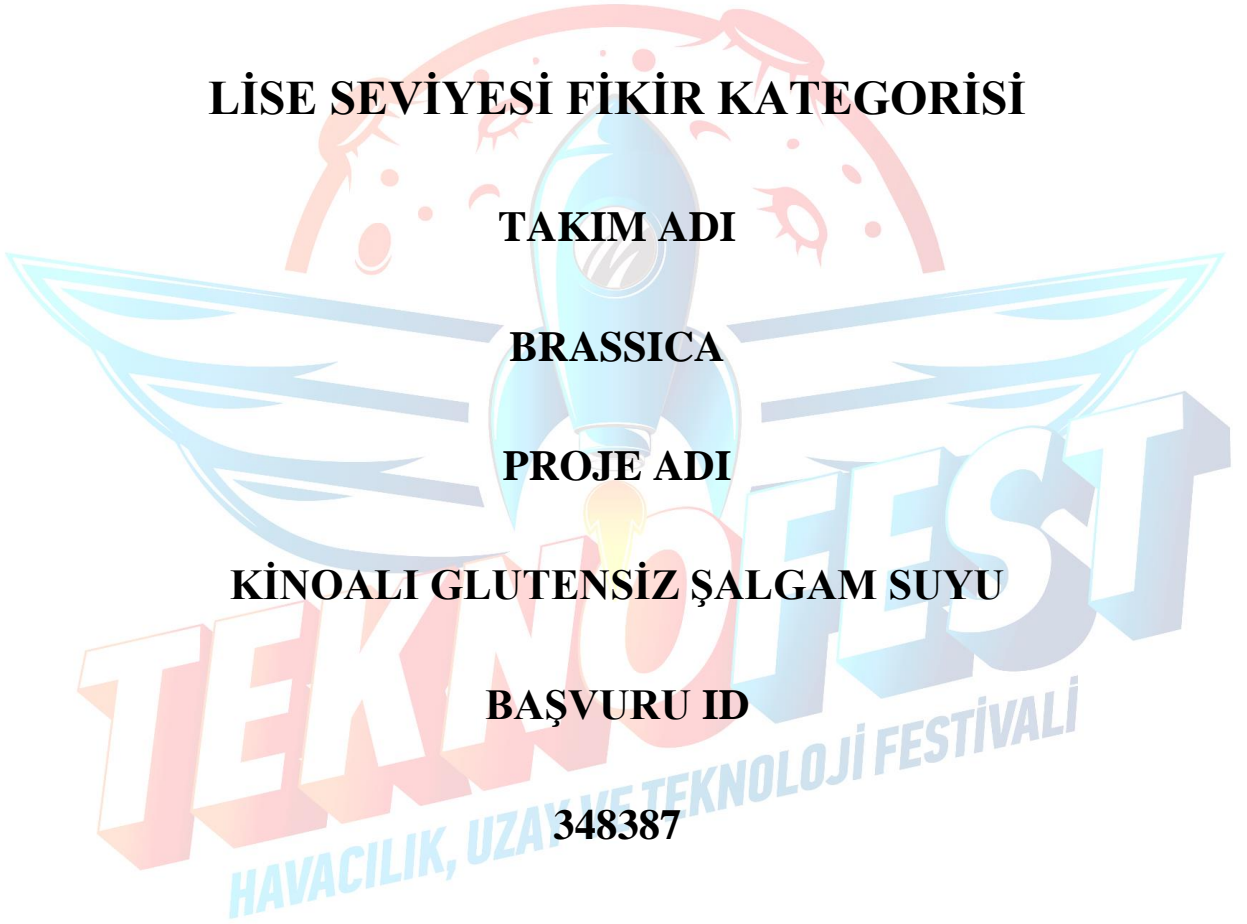 LİSE SEVİYESİ FİKİR KATEGORİSİ
TAKIM ADI
BRASSICA
PROJE ADI
KİNOALI GLUTENSİZ ŞALGAM SUYU
BAŞVURU ID
348387
TEKNOFEST
HAVACILIK, UZAY VE TEKNOLOJİ FESTİVALİ